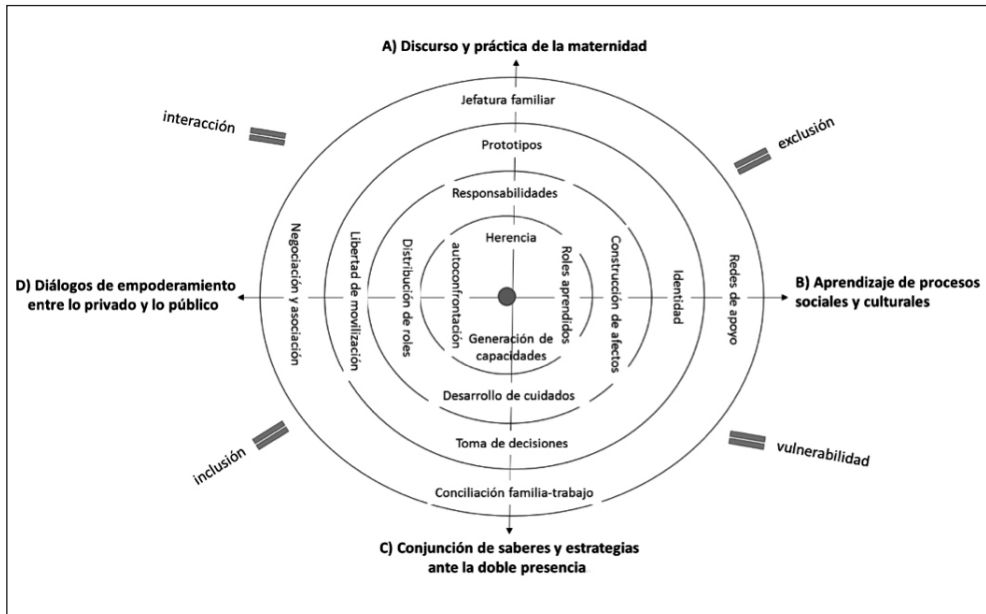 A) Discurso y práctica de la maternidad
Jefatura familiar
interacción
exclusión
Prototipos
Responsabilidades
Herencia
Negociación y asociación
Libertad de movilización
Distribución de roles
autoconfrontación
Roles aprendidos
Construcción de afectos
Identidad
Redes de apoyo
D) Diálogos de empoderamiento
entre lo privado y lo público
B) Aprendizaje de procesos
sociales y culturales
Generación de
capacidades
Desarrollo de cuidados
Toma de decisiones
inclusión
vulnerabilidad
Conciliación familia-trabajo
C) Conjunción de saberes y estrategias
ante la doble presencia